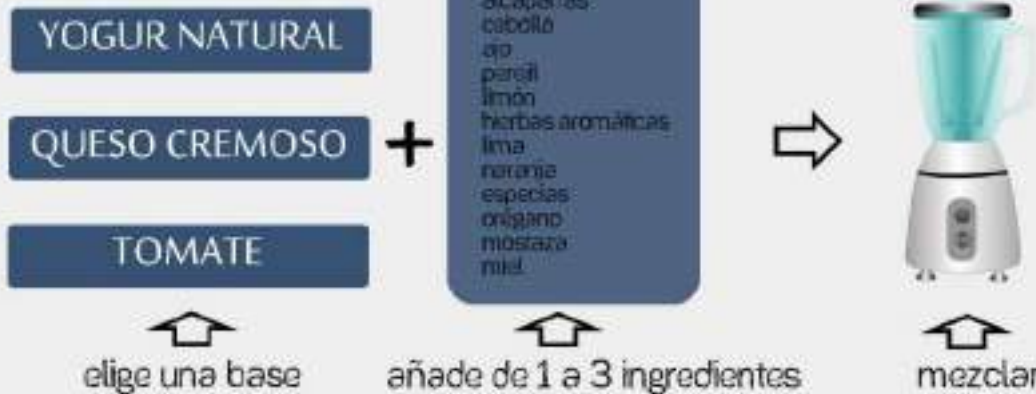 YOGUR NATURAL
QUESO CREMOSO
+
TOMATE
alcaparras
cebolla
ajo
perejil
limón
hierbas aromáticas
lima
naranja
especias
orégano
mostaza
miel
elige una base
añade de 1 a 3 ingredientes
mezclar